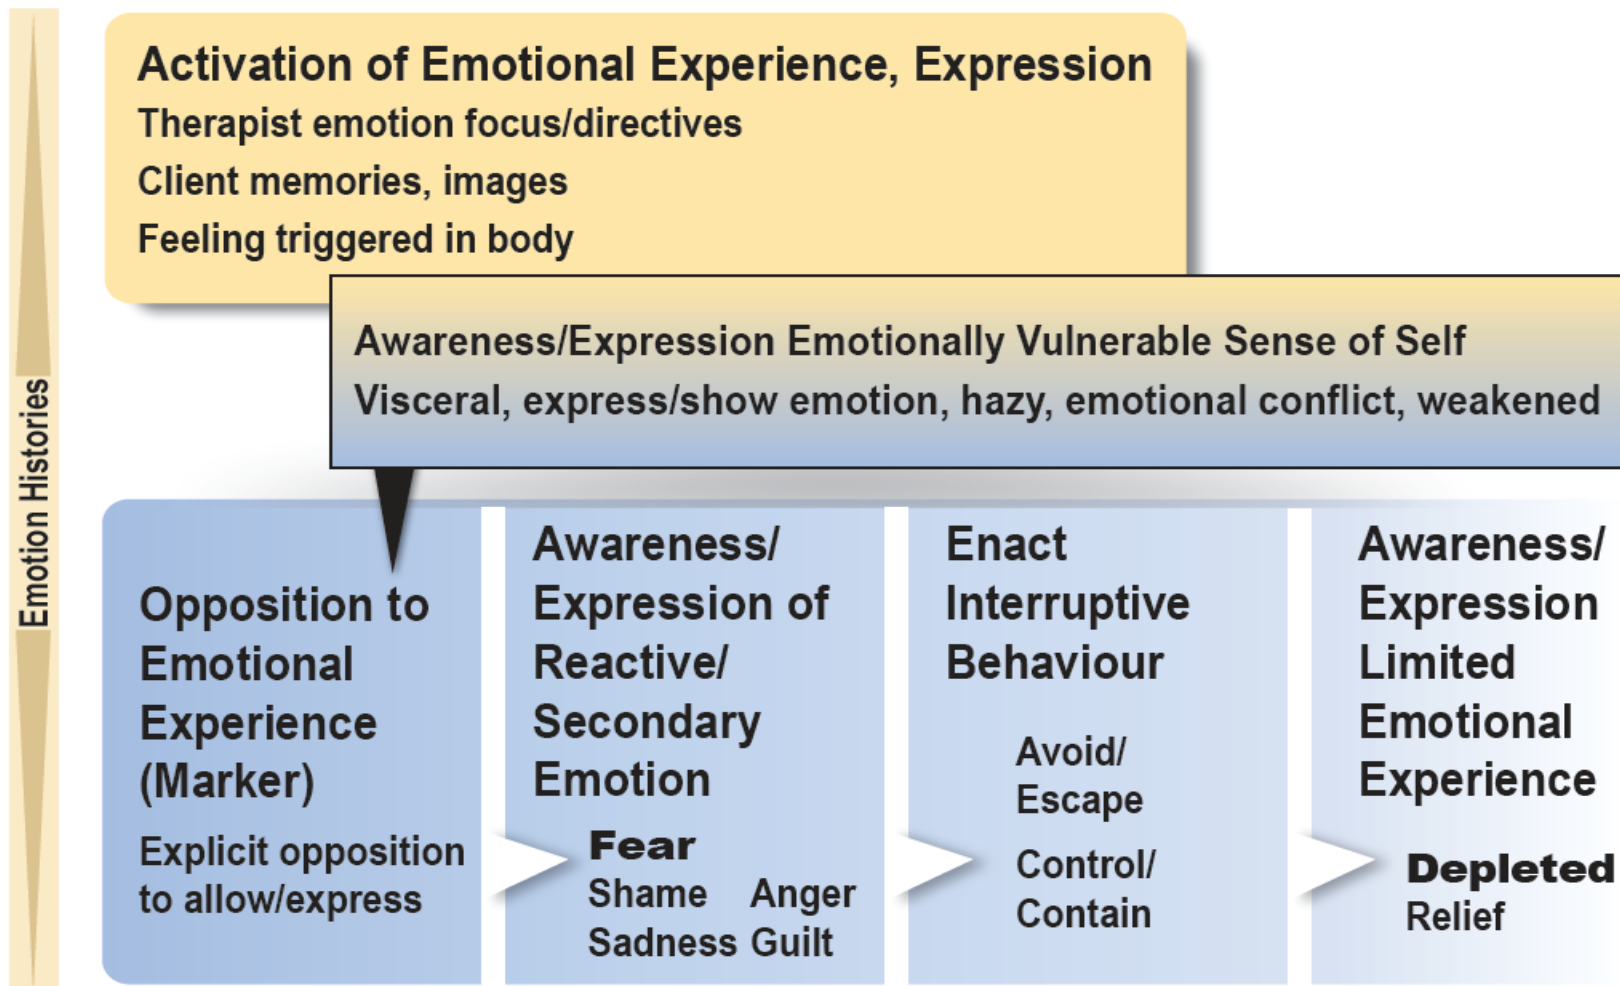 Emotion Histories
Activation of Emotional Experience, Expression
Therapist emotion focus/directives
Client memories, images
Feeling triggered in body
Awareness/Expression Emotionally Vulnerable Sense of Self
Visceral, express/show emotion, hazy, emotional conflict, weakened
Opposition to
Emotional
Experience
(Marker)
Explicit opposition
to allow/express
Awareness/
Expression of
Reactive/
Secondary
Emotion
Fear
Shame Anger
Sadness Guilt
Enact
Interruptive
Behaviour
Avoid/
Escape
Control/
Contain
Awareness/
Expression
Limited
Emotional
Experience
Depleted
Relief